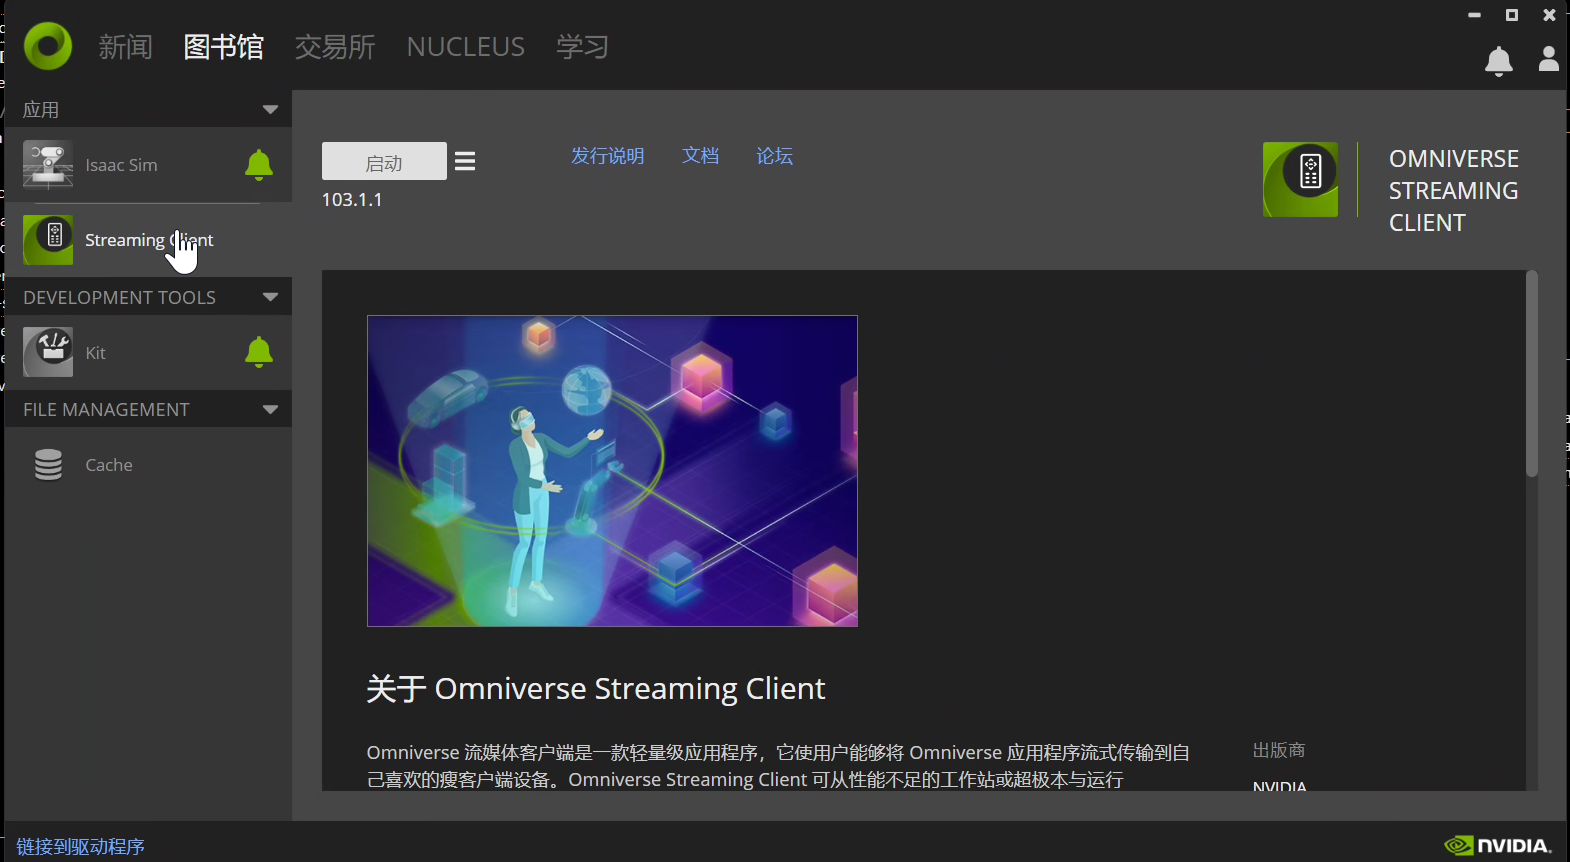 新闻 图书馆 交易所 NUCLEUS 学习
应用
Isaac Sim
Streaming Client
DEVELOPMENT TOOLS
Kit
FILE MANAGEMENT
Cache
启动
103.1.1
发行说明 文档 论坛
OMNIVERSE
STREAMING
CLIENT
关于 Omniverse Streaming Client
Omniverse 流媒体客户端是一款轻量级应用程序，它使用户能够将 Omniverse 应用程序流式传输到自
己喜欢的瘦客户端设备。Omniverse Streaming Client 可从性能不足的工作站或超极本与运行
出版商
NVIDIA
链接到驱动程序
NVIDIA.